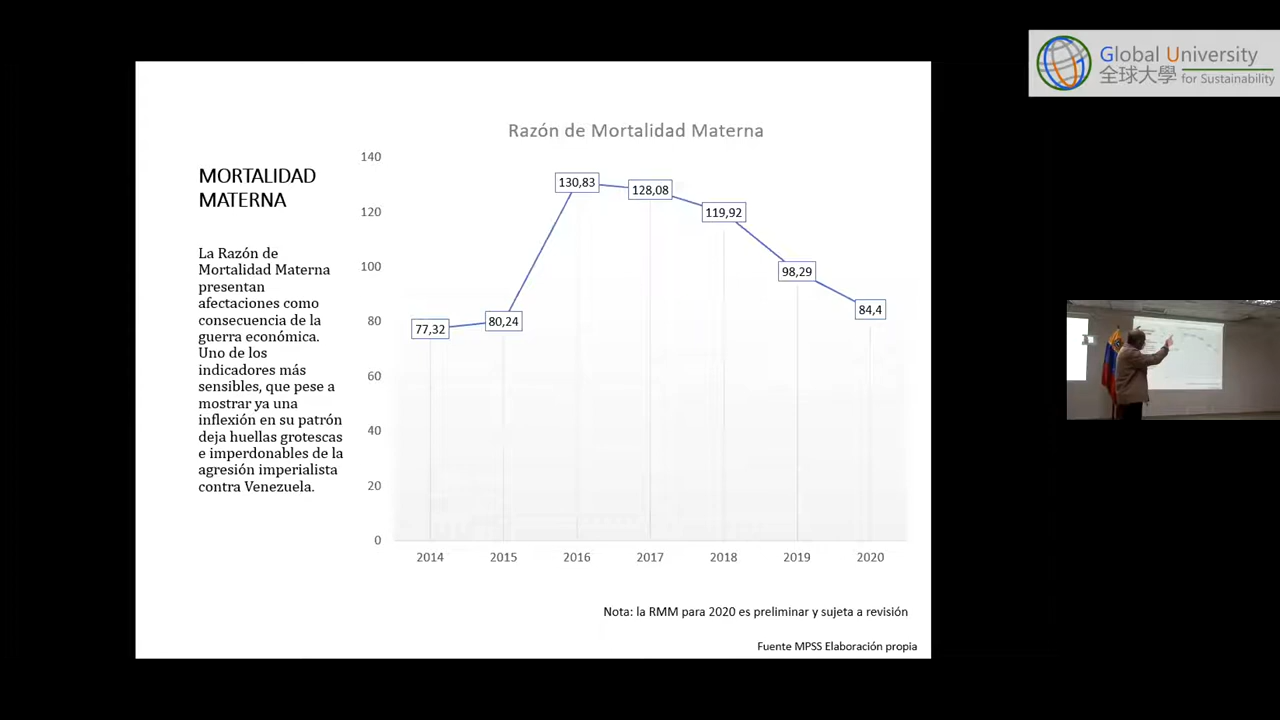 Global University
全球大學 for Sustainability
Razón de Mortalidad Materna
MORTALIDAD
MATERNA
La Razón de
Mortalidad Materna
presentan
afectaciones como
consecuencia de la
guerra económica.
Uno de los
indicadores más
sensibles, que pese a
mostrar ya una
inflexión en su patrón
deja huellas grotescas
e imperdonables de la
agresión imperialista
contra Venezuela.
140
120
100
80
60
40
20
0
77,32
80,24
130,83
128,08
119,92
98,29
84,4
2014 2015 2016 2017 2018 2019 2020
Nota: la RMM para 2020 es preliminar y sujeta a revisión
Fuente MPSS Elaboración propia